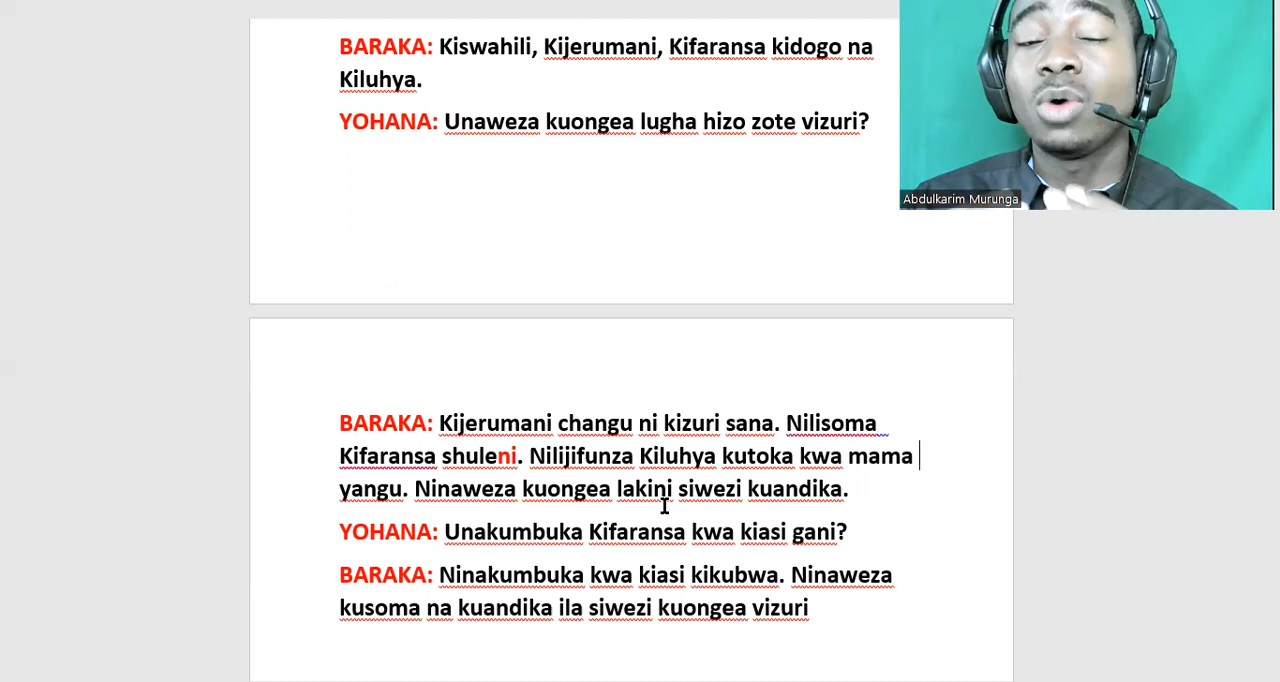 BARAKA: Kiswahili, Kijerumani, Kifaransa kidogo na
Kiluhya.
YOHANA: Unaweza kuongea lugha hizo zote vizuri?
Abdulkarim Murunga
BARAKA: Kijerumani changu ni kizuri sana. Nilisoma
Kifaransa shuleni. Nilijifunza Kiluhya kutoka kwa mama
yangu. Ninaweza kuongea lakini siwezi kuandika.
YOHANA: Unakumbuka Kifaransa kwa kiasi gani?
BARAKA: Ninakumbuka kwa kiasi kikubwa. Ninaweza
kusoma na kuandika ila siwezi kuongea vizuri